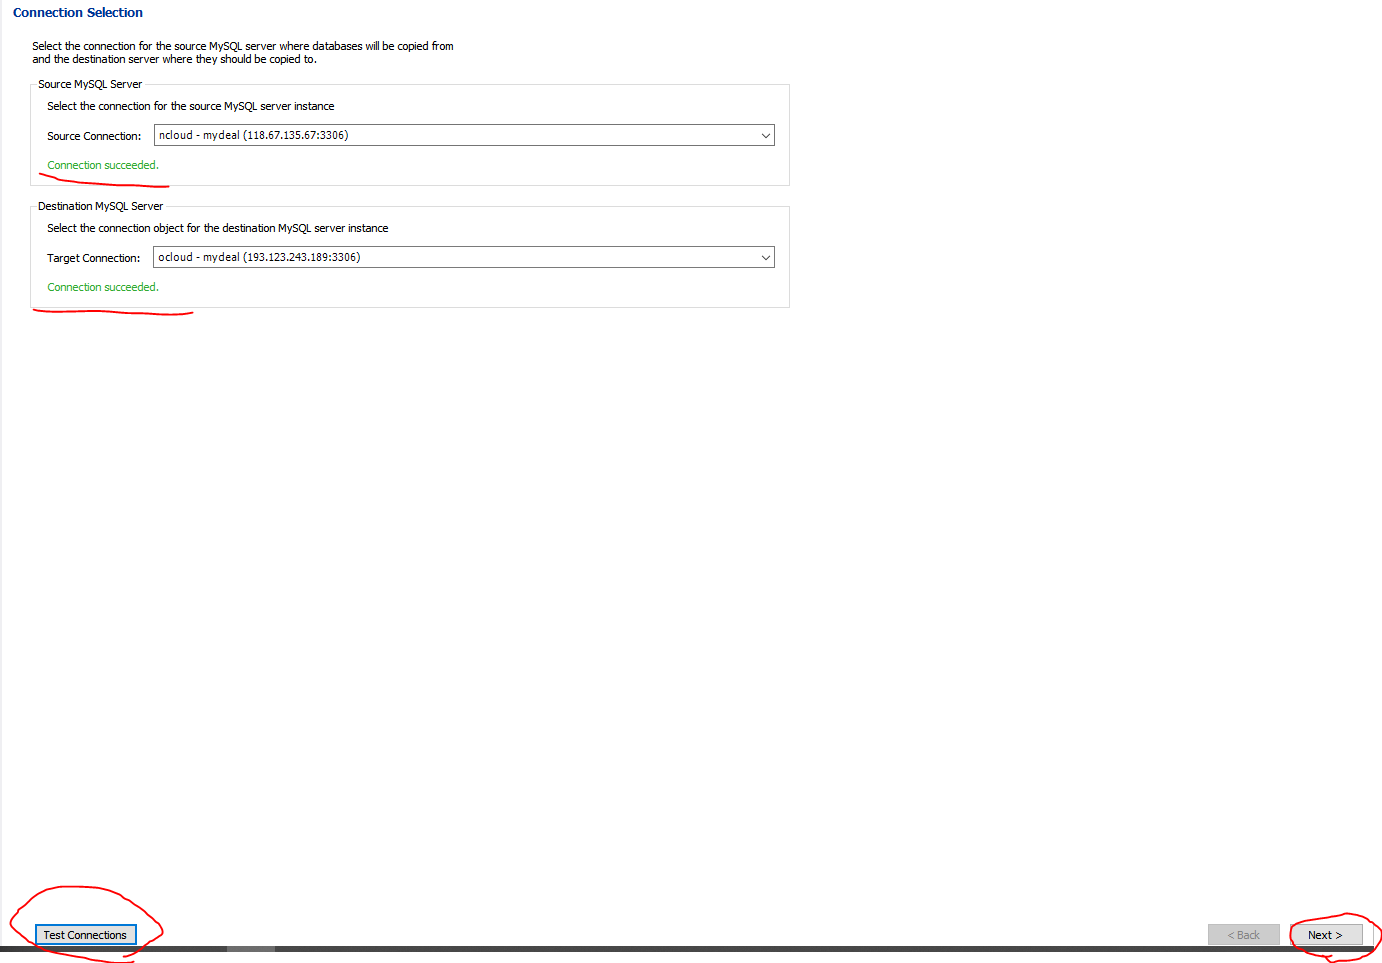 Connection Selection
Select the connection for the source MySQL server where databases will be copied from
and the destination server where they should be copied to.
Source MySQL Server
Select the connection for the source MySQL server instance
Source Connection: ncloud - mydeal (118.67.135.67:3306)
Connection succeeded.
Destination MySQL Server
Select the connection object for the destination MySQL server instance
Target Connection: ocloud - mydeal (193.123.243.189:3306)
Connection succeeded.
Test Connections < Back Next >